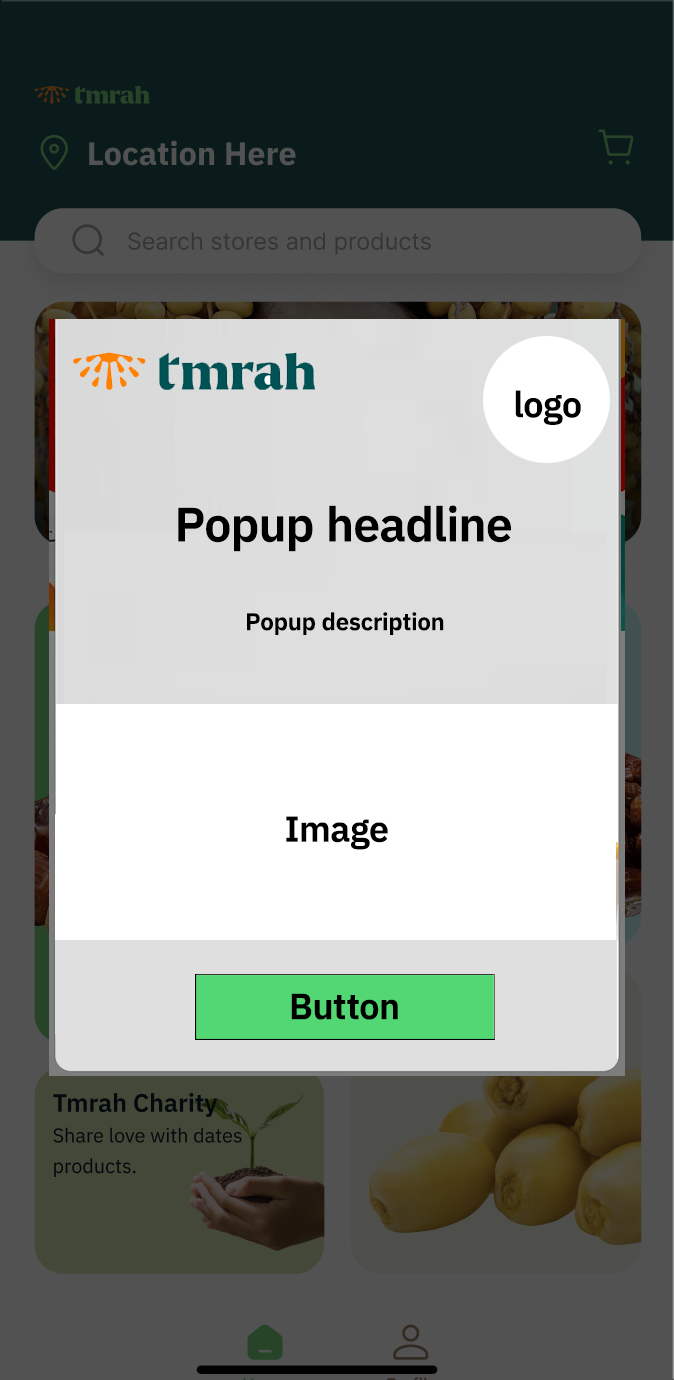 tmrah
Location Here
Search stores and products
tmrah
logo
Popup headline
Popup description
Image
Button
Tmrah Charity
Share love with dates
products.